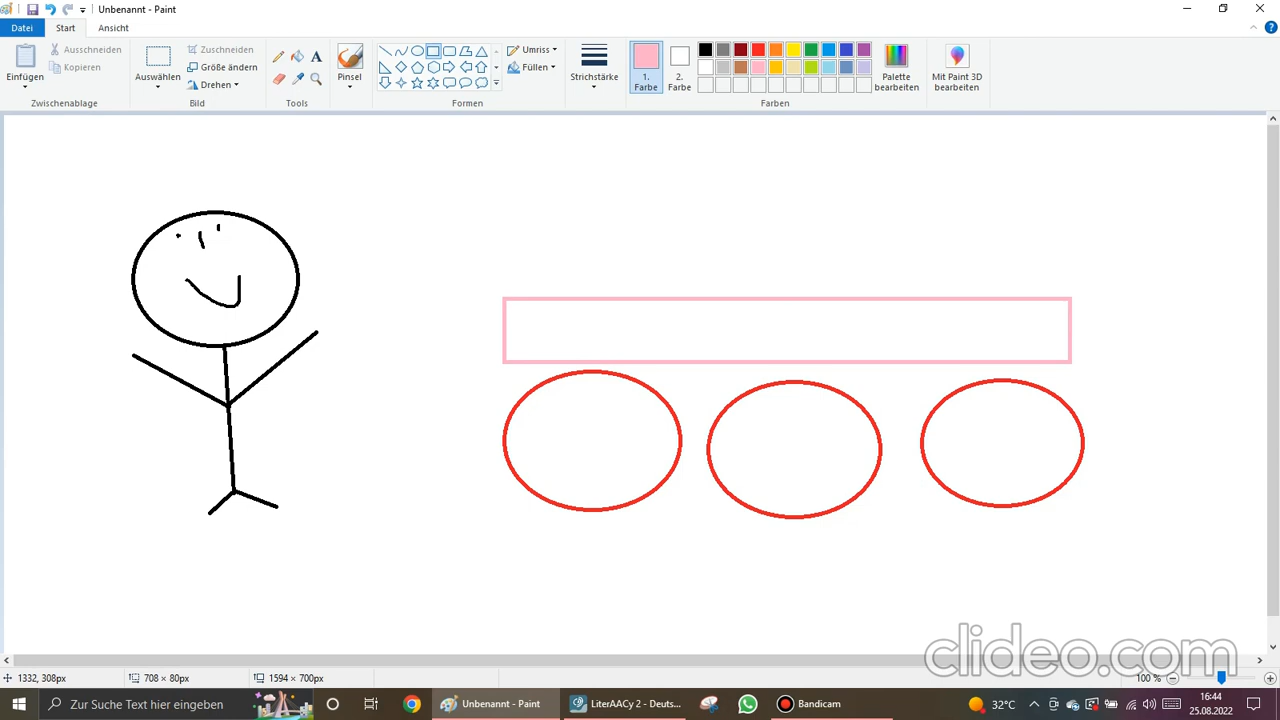 Unbenannt - Paint
Datei Start Ansicht
Einfügen
Ausschneiden
Kopieren
Zwischenablage
Auswählen
Zuschneiden
Größe ändern
Drehen
Bild
A
Tools
Pinsel
Umriss
Füllen
Formen
Strichstärke
1.
Farbe
2.
Farbe
Palette
bearbeiten
Farben
Mit Paint 3D
bearbeiten
clideo.com
1332, 308px 708 × 80px 1594 × 700px 100 %
Zur Suche Text hier eingeben
Unbenannt - Paint
LiterAACy 2 - Deuts...
Bandicam
32°C
16:44
25.08.2022